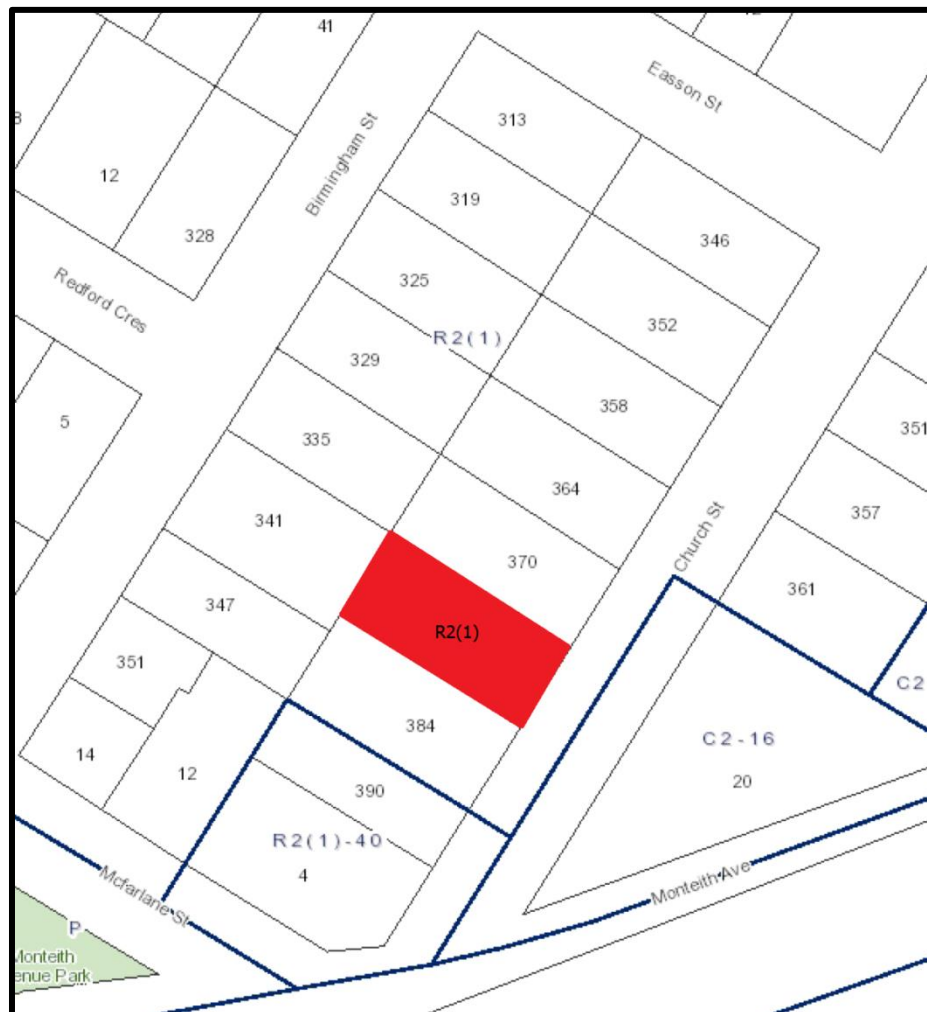 41
Easson St
313
Birmingham St
12
319
346
328
325
Redford Cres
R2(1)
352
329
358
5
351
335
364
357
341
Church St
370
361
347
R2(1)
351
C2
384
C2-16
14
12
390
20
R2(1)-40
4
Monteith Ave
Mcfarlane St
P
Monteith
enue Park